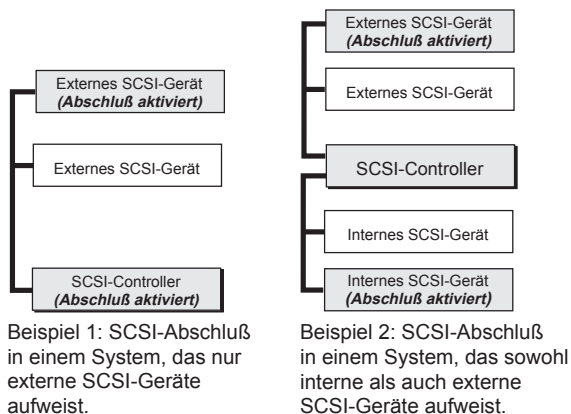 Externes SCSI-Gerät
(Abschluß aktiviert)
Externes SCSI-Gerät
SCSI-Controller
(Abschluß aktiviert)
Beispiel 1: SCSI-Abschluß
in einem System, das nur
externe SCSI-Geräte
aufweist.
Externes SCSI-Gerät
(Abschluß aktiviert)
Externes SCSI-Gerät
SCSI-Controller
Internes SCSI-Gerät
Internes SCSI-Gerät
(Abschluß aktiviert)
Beispiel 2: SCSI-Abschluß
in einem System, das sowohl
interne als auch externe
SCSI-Geräte aufweist.